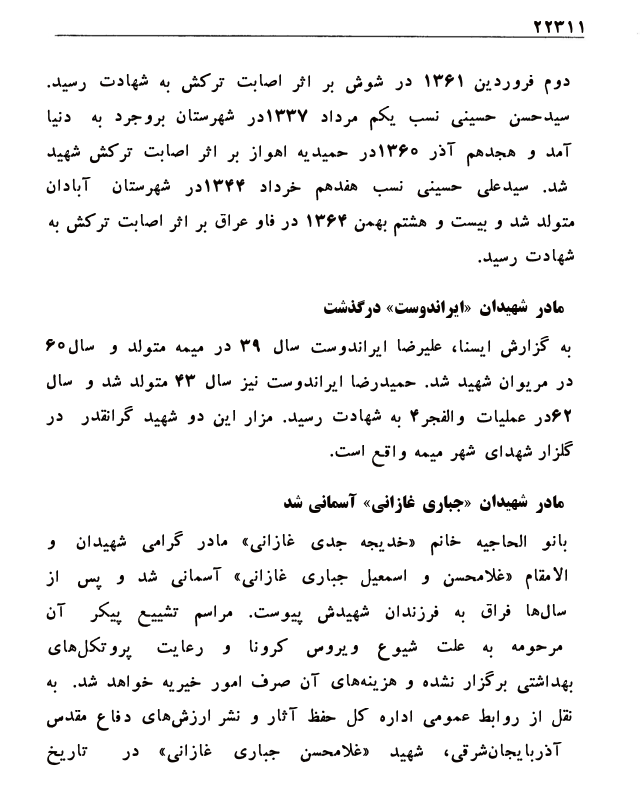 ۲۲۳۱۱
دوم فروردین ۱۳۶۱ در شوش بر اثر اصابت ترکش به شهادت رسید.
سیدحسن حسینی نسب یکم مرداد ۱۳۳۷در شهرستان بروجرد به دنیا
آمد و هجدهم آذر ۱۳۶۰در حمیدیه اهواز بر اثر اصابت ترکش شهید
شد. سیدعلی حسینی نسب هفدهم خرداد ۱۳۴۴در شهرستان آبادان
متولد شد و بیست و هشتم بهمن ۱۳۶۴ در فاو عراق بر اثر اصابت ترکش به
شهادت رسید.
مادر شهیدان «ایراندوست» درگذشت
به گزارش ایسنا، علیرضا ایراندوست سال ۳۹ در میمه متولد و سال۶۰
در مریوان شهید شد. حمیدرضا ایراندوست نیز سال ۴۳ متولد شد و سال
۶۲در عملیات والفجر۴ به شهادت رسید. مزار این دو شهید گرانقدر در
گلزار شهدای شهر میمه واقع است.
مادر شهیدان «جباری غازانی» آسمانی شد
بانو الحاجیه خانم «خدیجه جدی غازانی» مادر گرامی شهیدان و
الامقام «غلامحسن و اسمعیل جباری غازانی» آسمانی شد و پس از
سال‌ها فراق به فرزندان شهیدش پیوست. مراسم تشییع پیکر آن
مرحومه به علت شیوع ویروس کرونا و رعایت پروتکل‌های
بهداشتی برگزار نشده و هزینه‌های آن صرف امور خیریه خواهد شد. به
نقل از روابط عمومی اداره کل حفظ آثار و نشر ارزش‌های دفاع مقدس
آذربایجان‌شرقی، شهید «غلامحسن جباری غازانی» در تاریخ